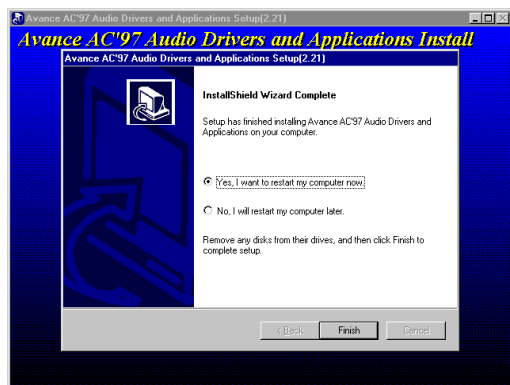 Avance AC'97 Audio Drivers and Applications Setup(2.21)
Avance AC'97 Audio Drivers and Applications Install
Avance AC'97 Audio Drivers and Applications Setup(2.21)
InstallShield Wizard Complete
Setup has finished installing Avance AC'97 Audio Drivers and
Applications on your computer.
Yes, I want to restart my computer now.
No, I will restart my computer later.
Remove any disks from their drives, and then click Finish to
complete setup.
< Back Finish Cancel